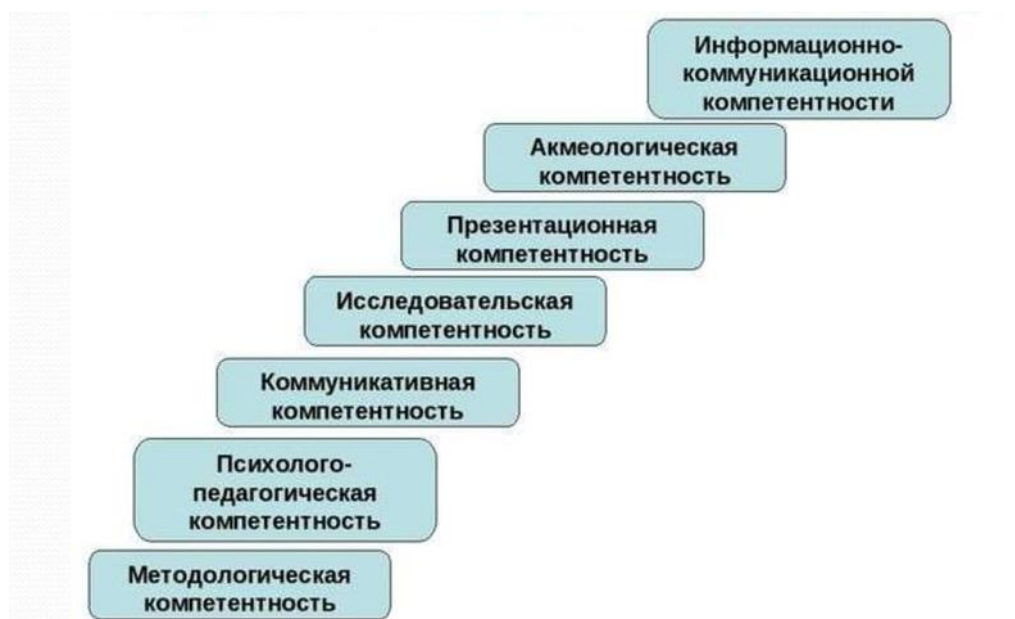 Информационно-
коммуникационной
компетентности
Акмеологическая
компетентность
Презентационная
компетентность
Исследовательская
компетентность
Коммуникативная
компетентность
Психолого-
педагогическая
компетентность
Методологическая
компетентность